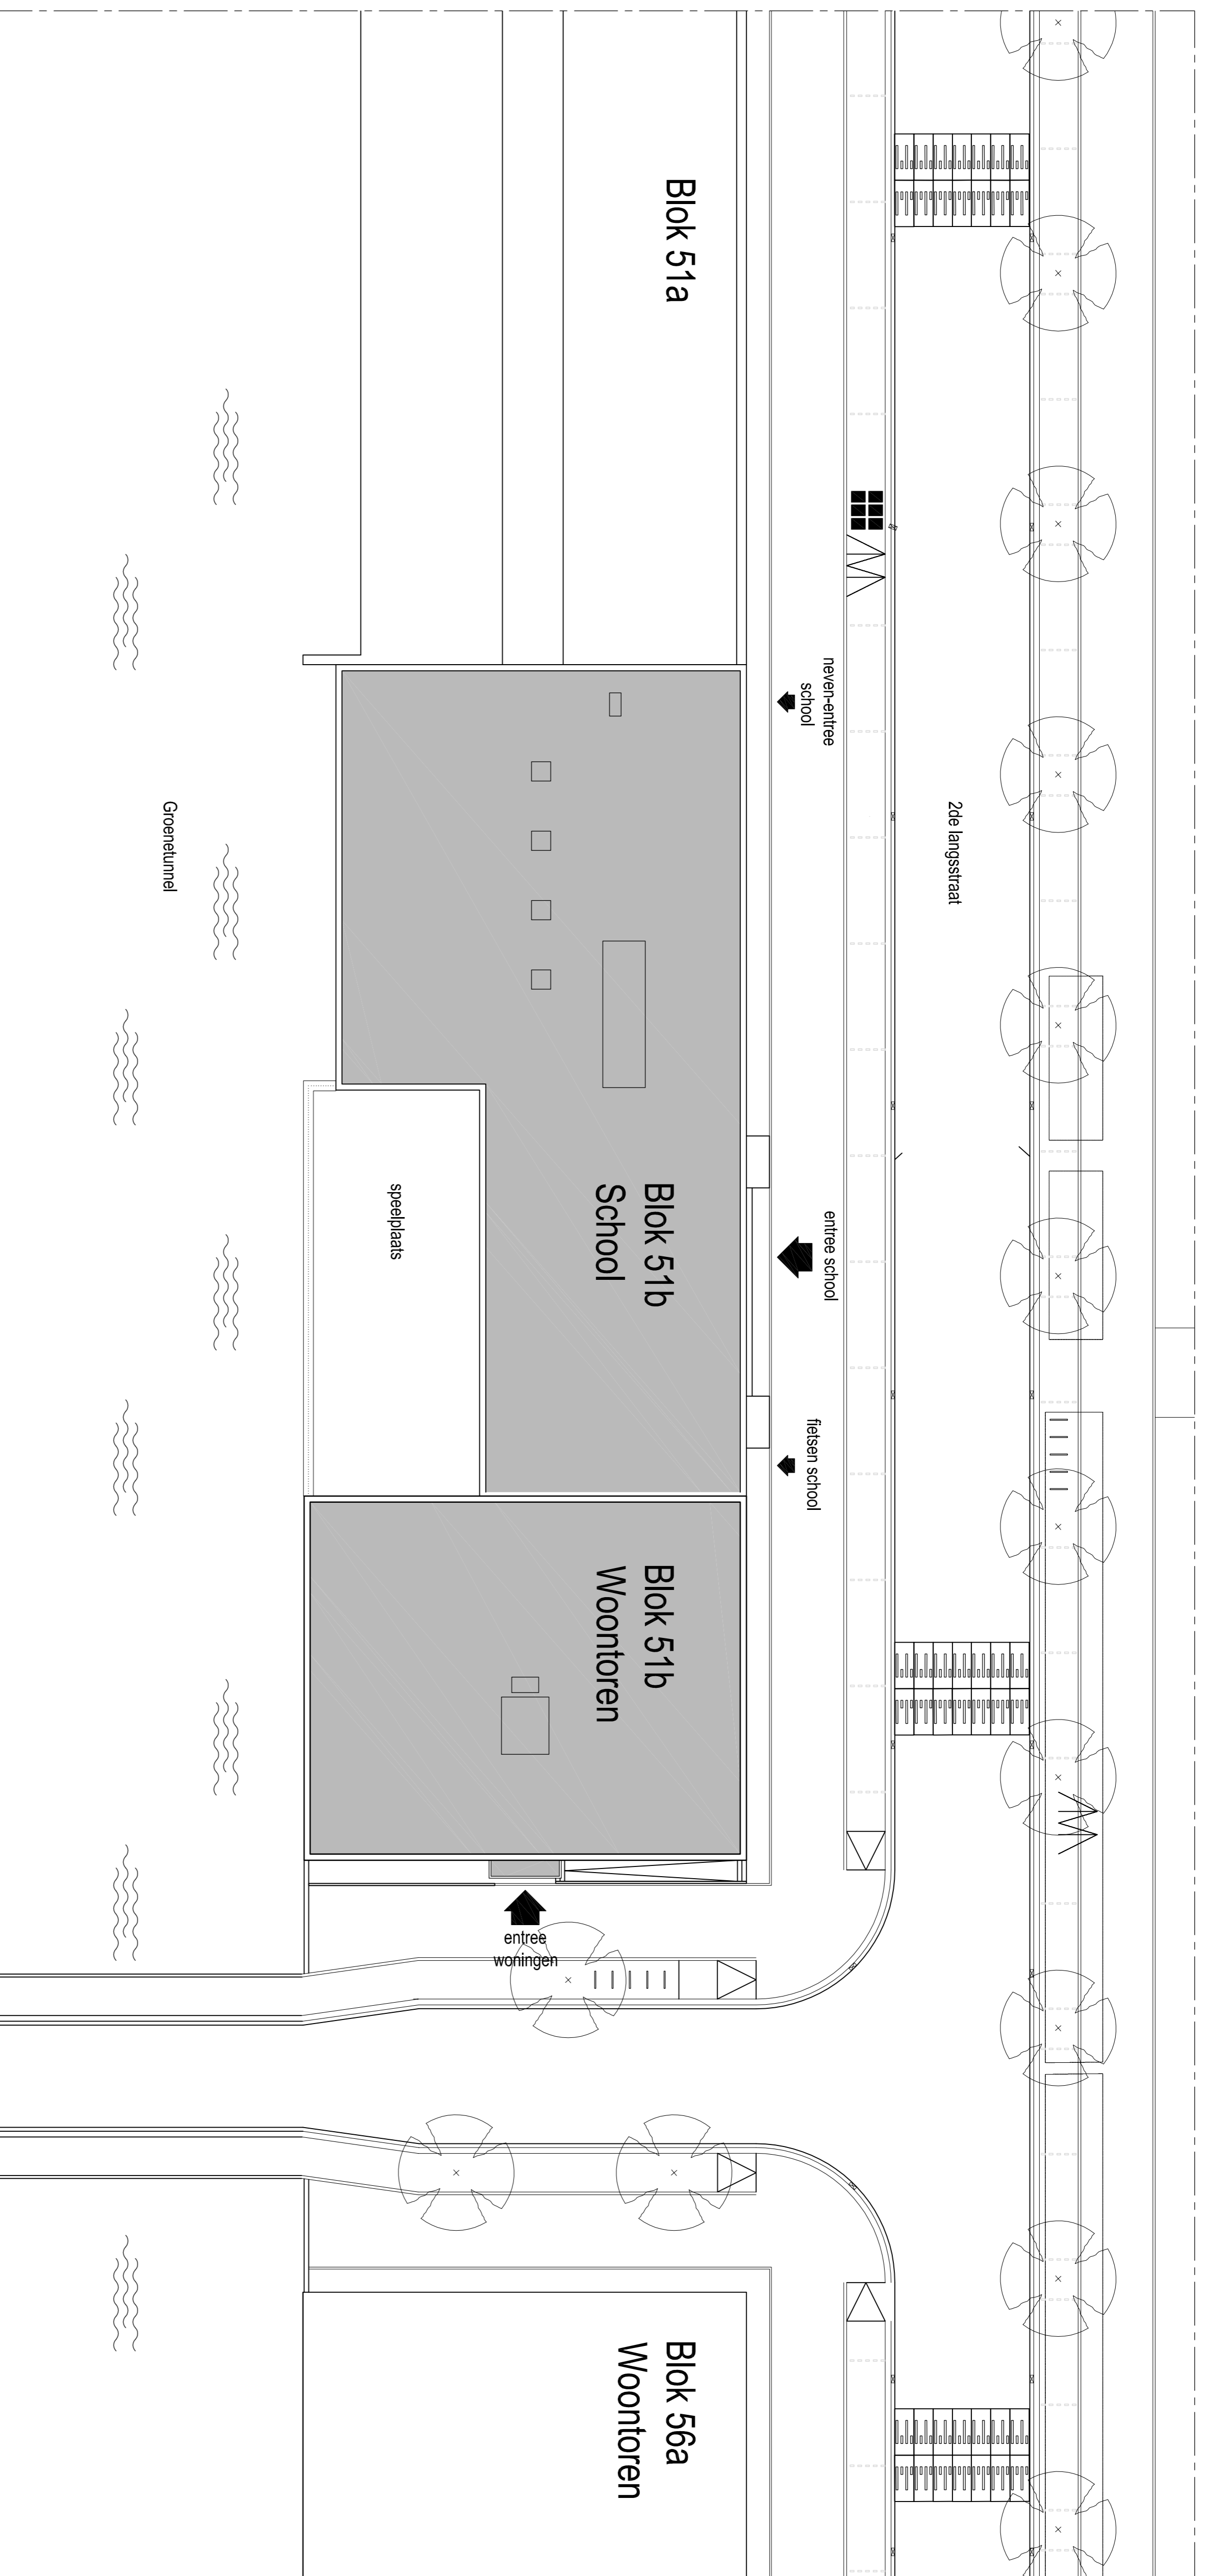 Blok 51a
neven-entree
school
2de langsstraat
Groenetunnel
speelplaats
Blok 51b
School
entree school
fietsen school
Blok 51b
Woontoren
entree
woningen
Blok 56a
Woontoren